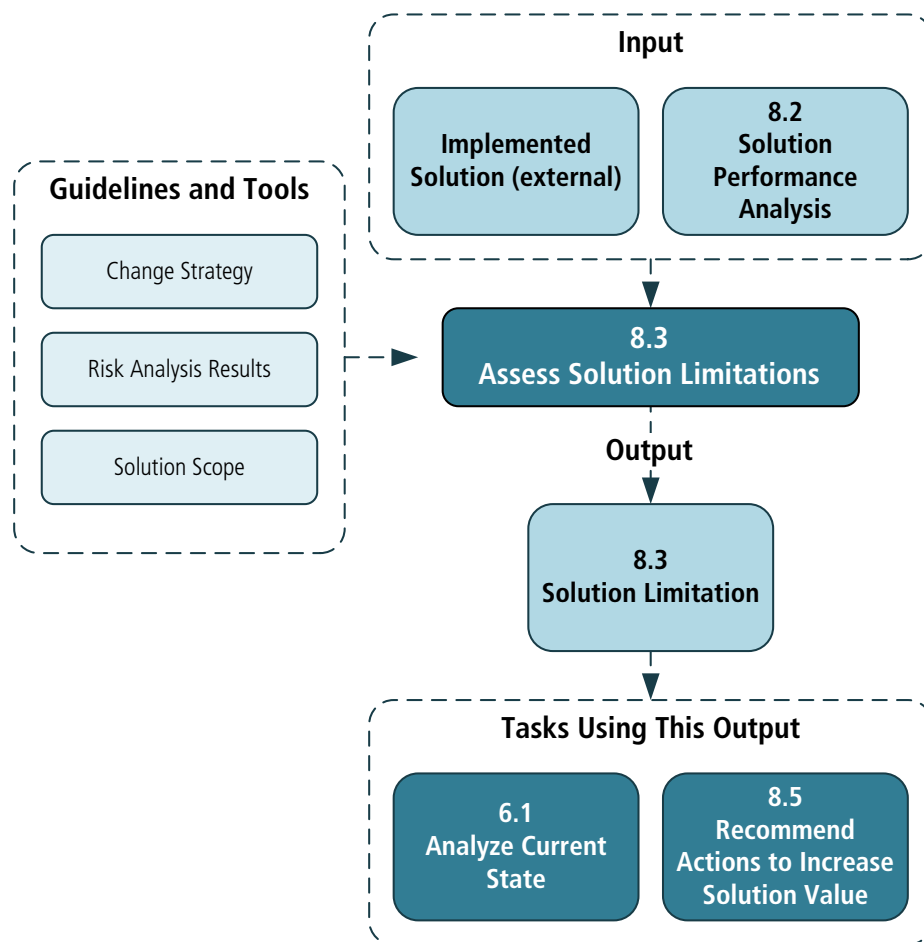 Input
Implemented
Solution (external)
8.2
Solution
Performance
Analysis
Guidelines and Tools
Change Strategy
Risk Analysis Results
Solution Scope
8.3
Assess Solution Limitations
Output
8.3
Solution Limitation
Tasks Using This Output
6.1
Analyze Current
State
8.5
Recommend
Actions to Increase
Solution Value